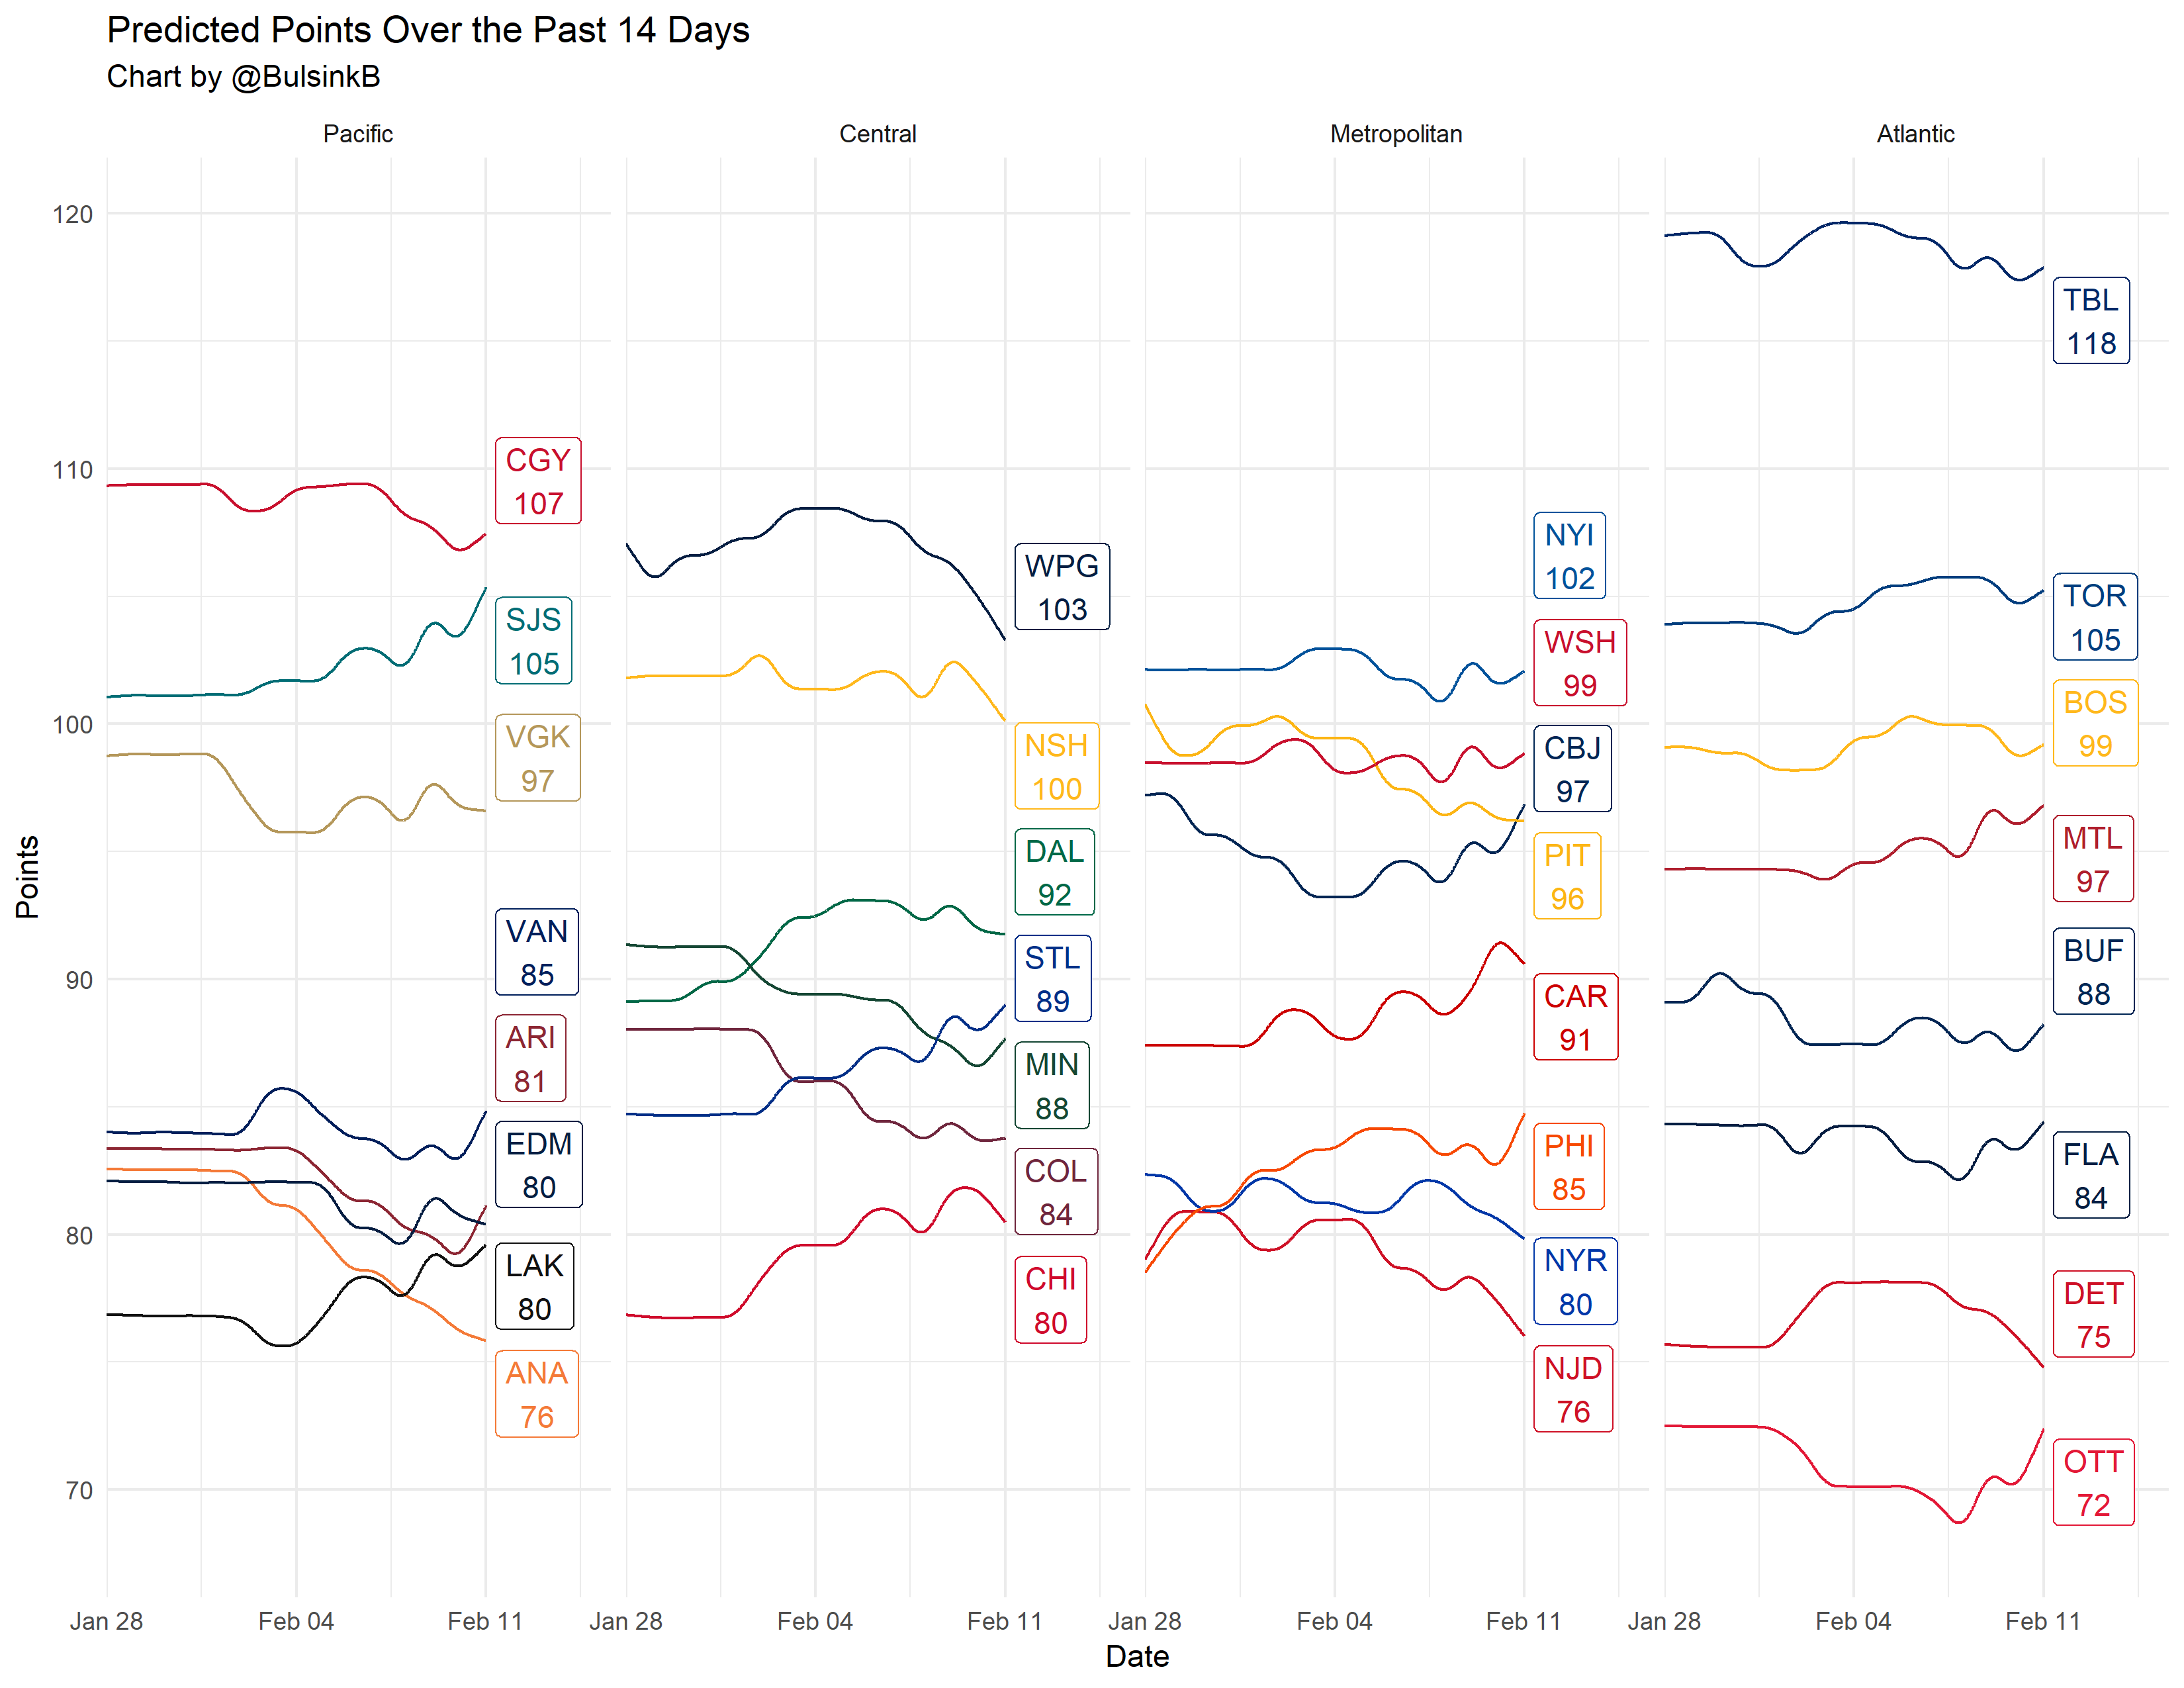 Predicted Points Over the Past 14 Days
Chart by @BulsinkB
Pacific
Central
Metropolitan
Atlantic
Points
120
110
100
90
80
70
CGY
107
SJS
105
VGK
97
VAN
85
ARI
81
EDM
80
LAK
80
ANA
76
WPG
103
NSH
100
DAL
92
STL
89
MIN
88
COL
84
CHI
80
NYI
102
WSH
99
CBJ
97
PIT
96
CAR
91
PHI
85
NYR
80
NJD
76
TBL
118
TOR
105
BOS
99
MTL
97
BUF
88
FLA
84
DET
75
OTT
72
Jan 28 Feb 04 Feb 11 Jan 28 Feb 04 Feb 11 Jan 28 Feb 04 Feb 11 Jan 28 Feb 04 Feb 11
Date